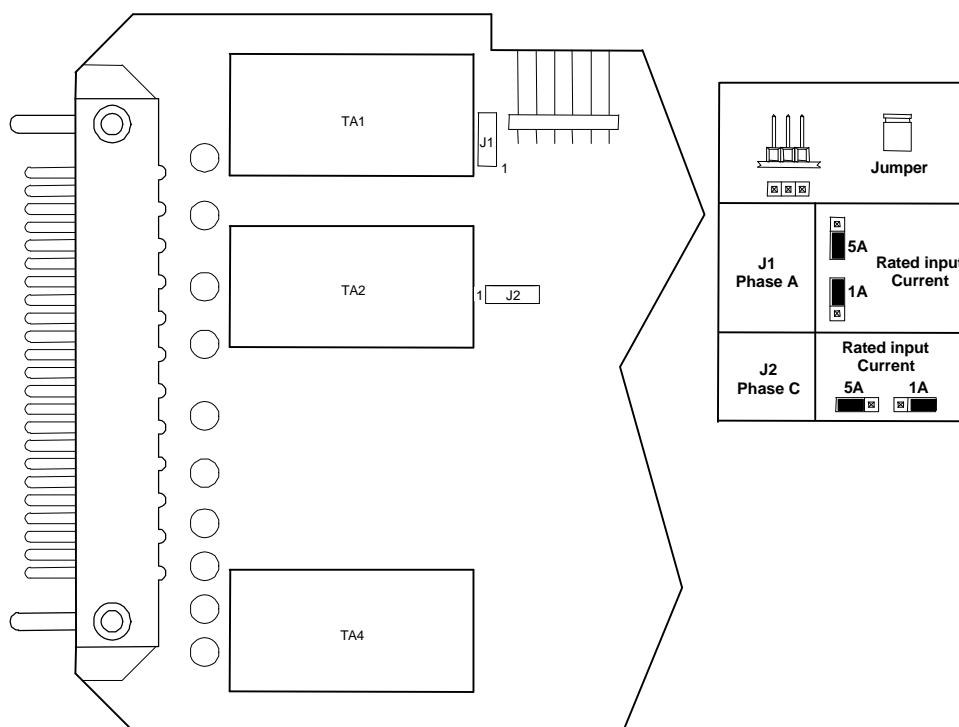 TA1
J1
1
TA2
1
J2
TA4
Jumper
J1
Phase A
5A
1A
Rated input
Current
J2
Phase C
Rated input
Current
5A 1A